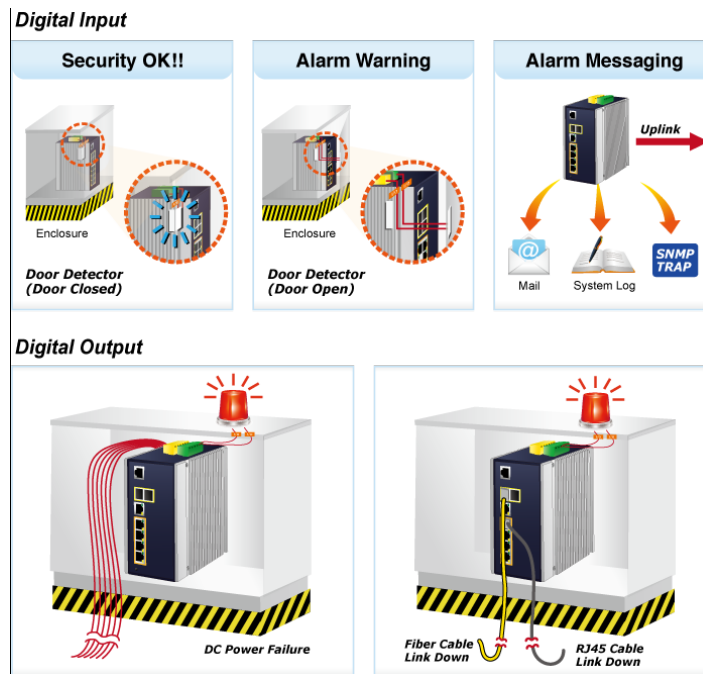 Digital Input
Security OK!!
Enclosure
Door Detector
(Door Closed)
Alarm Warning
Enclosure
Door Detector
(Door Open)
Alarm Messaging
Uplink
@
Mail
System Log
SNMP
TRAP
Digital Output
DC Power Failure
Fiber Cable
Link Down
RJ45 Cable
Link Down